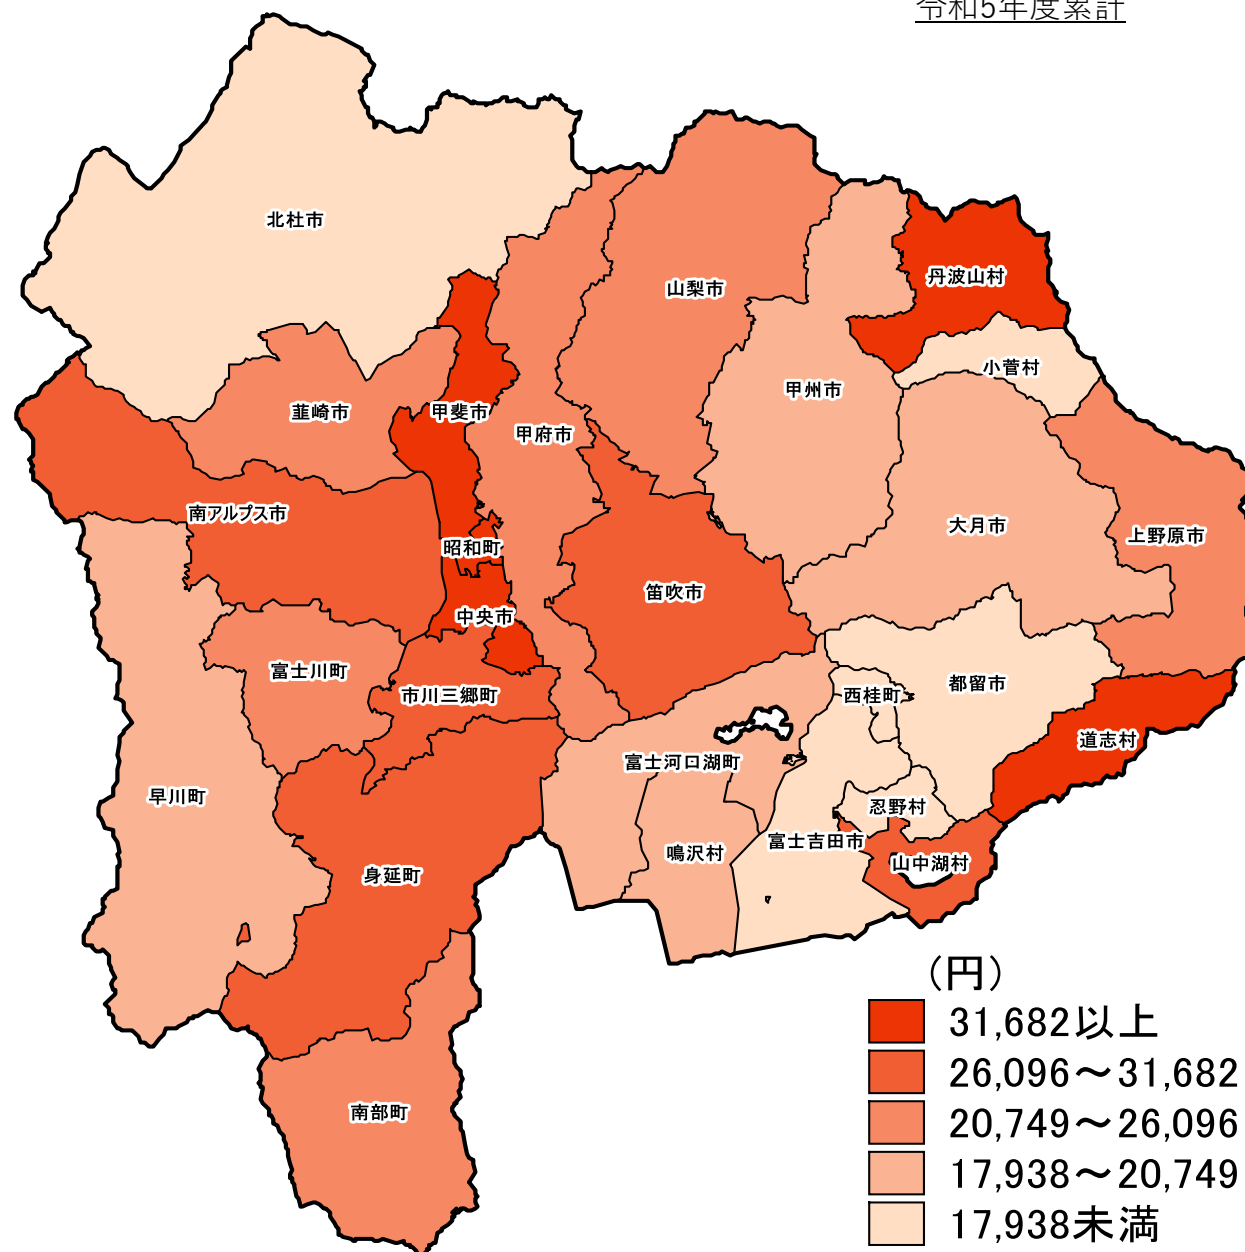 令和5年度累計
北杜市
丹波山村
山梨市
小菅村
甲州市
韮崎市
甲斐市
甲府市
南アルプス市
大月市
上野原市
昭和町
笛吹市
中央市
富士川町
市川三郷町
西桂町
都留市
道志村
富士河口湖町
早川町
忍野村
富士吉田市
鳴沢村
山中湖村
身延町
南部町
(円)
31,682以上
26,096～31,682
20,749～26,096
17,938～20,749
17,938未満